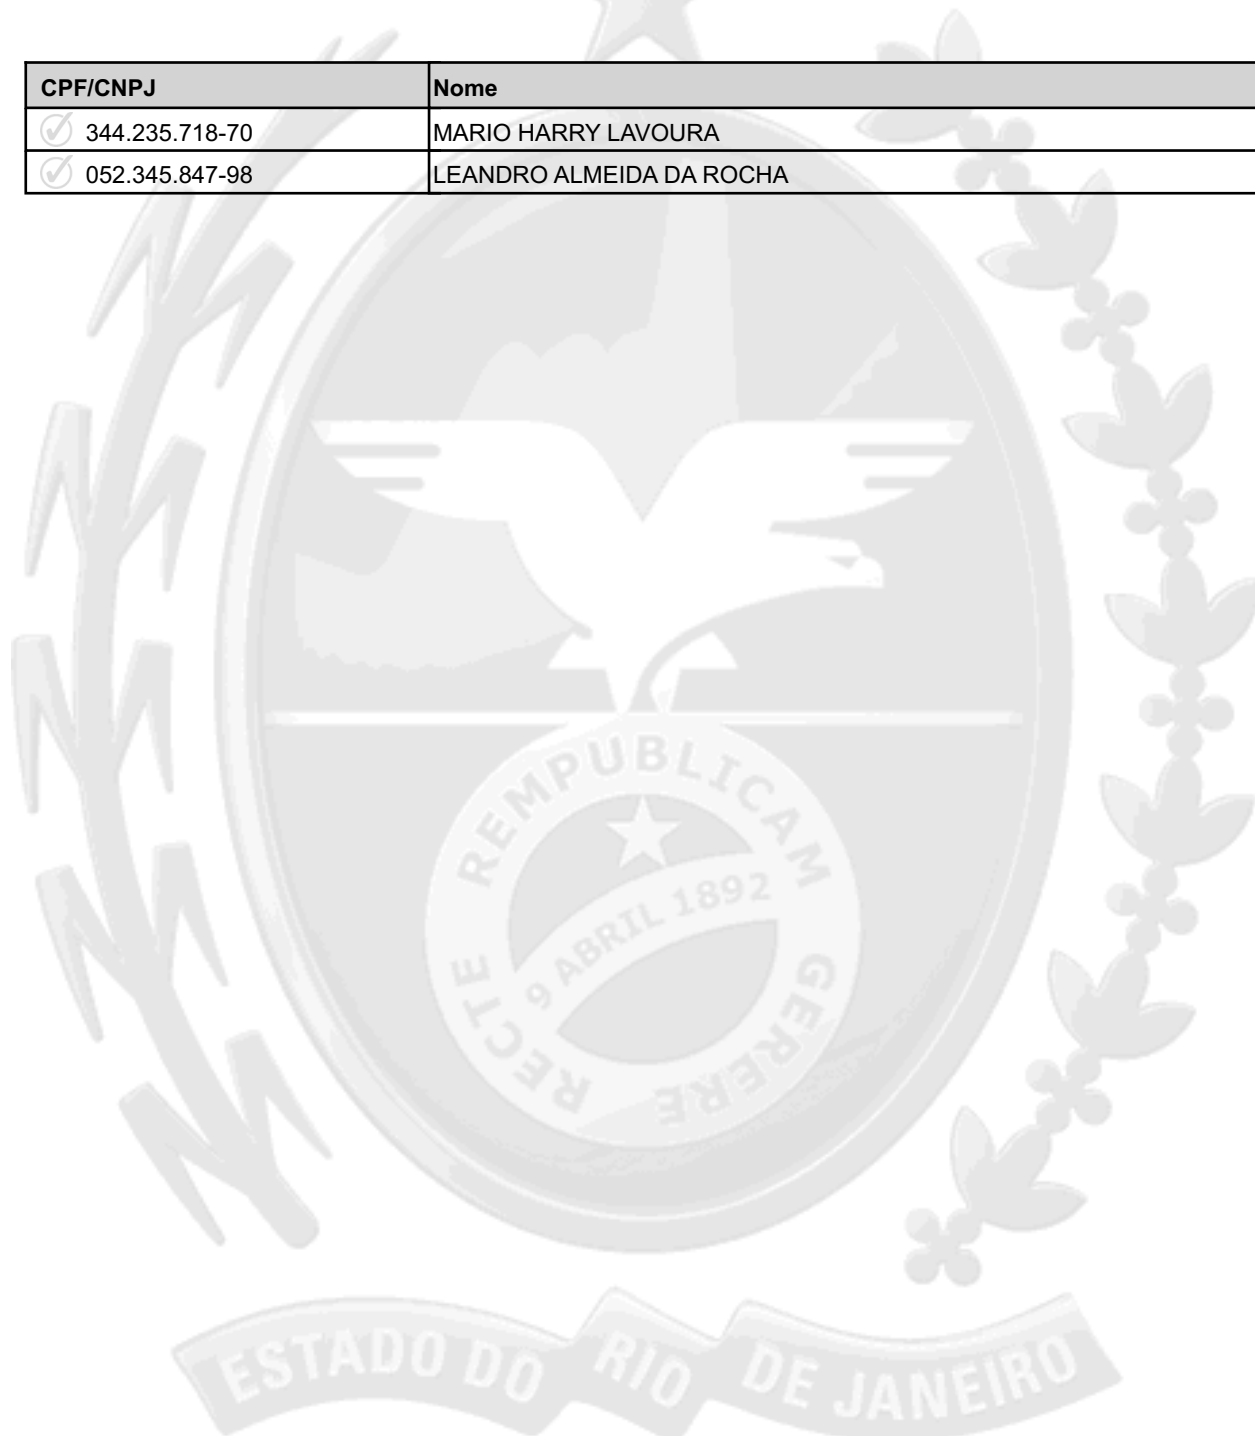 CPF/CNPJ Nome
344.235.718-70 MARIO HARRY LAVOURA
052.345.847-98 LEANDRO ALMEIDA DA ROCHA
RECTE REMPUBLICAM GERERE
9 ABRIL 1892
ESTADO DO RIO DE JANEIRO